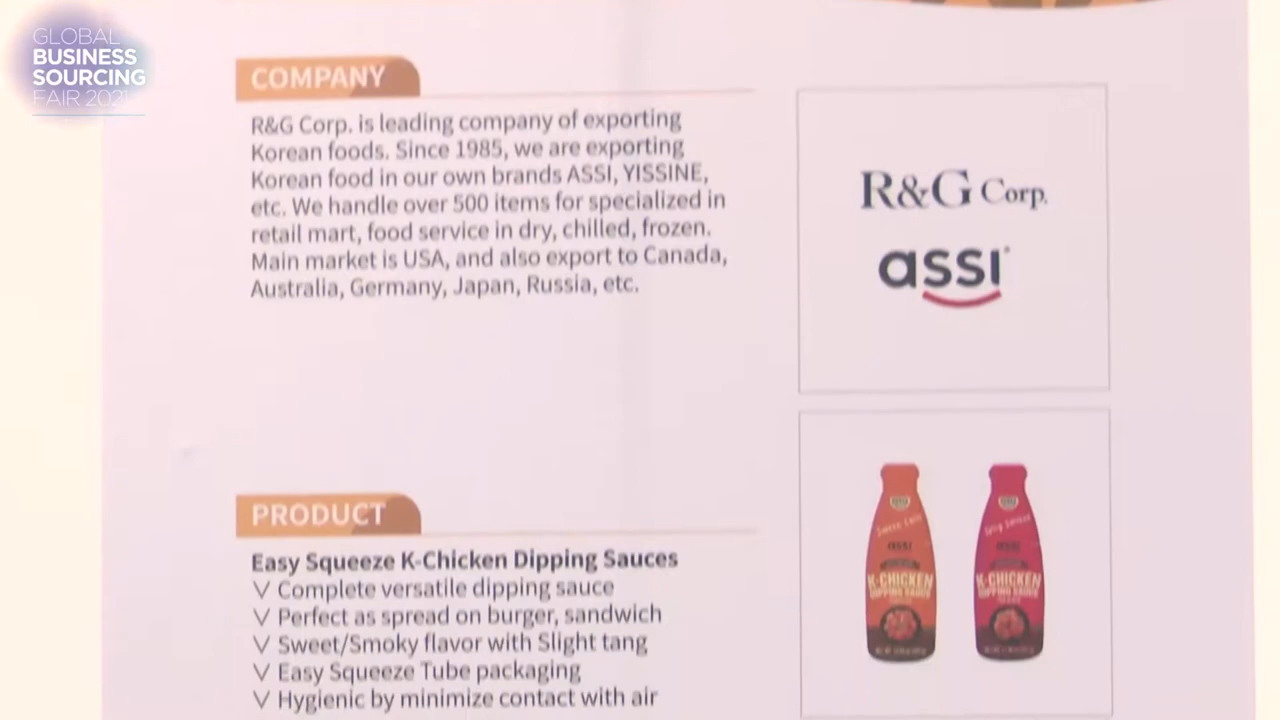 GLOBAL
BUSINESS
SOURCING
FAIR 2021
COMPANY
R&G Corp. is leading company of exporting
Korean foods. Since 1985, we are exporting
Korean food in our own brands ASSI, YISSINE,
etc. We handle over 500 items for specialized in
retail mart, food service in dry, chilled, frozen.
Main market is USA, and also export to Canada,
Australia, Germany, Japan, Russia, etc.
R&G Corp.
assi
PRODUCT
Easy Squeeze K-Chicken Dipping Sauces
V Complete versatile dipping sauce
V Perfect as spread on burger, sandwich
V Sweet/Smoky flavor with Slight tang
V Easy Squeeze Tube packaging
V Hygienic by minimize contact with air
assi
K-CHICKEN
DIPPING SAUCE
assi
K-CHICKEN
DIPPING SAUCE